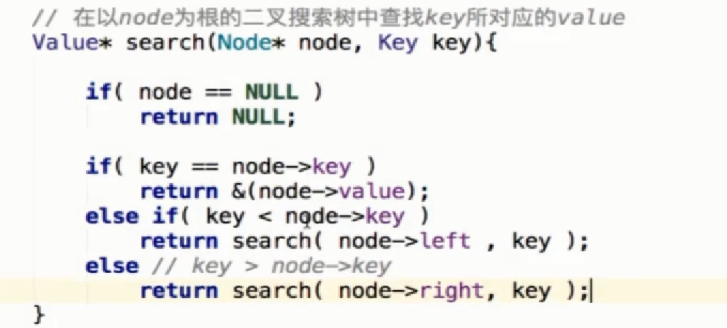 // 在以node为根的二叉搜索树中查找key所对应的value
Value* search(Node* node, Key key){
if( node == NULL )
return NULL;
if( key == node->key )
return &(node->value);
else if( key < node->key )
return search( node->left , key );
else // key > node->key
return search( node->right, key );
}